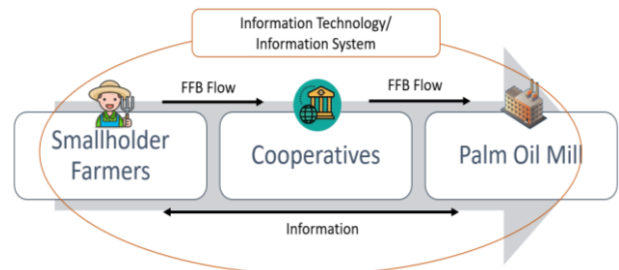 Information Technology/
Information System
FFB Flow
FFB Flow
Smallholder
Farmers
Cooperatives
Palm Oil Mill
Information